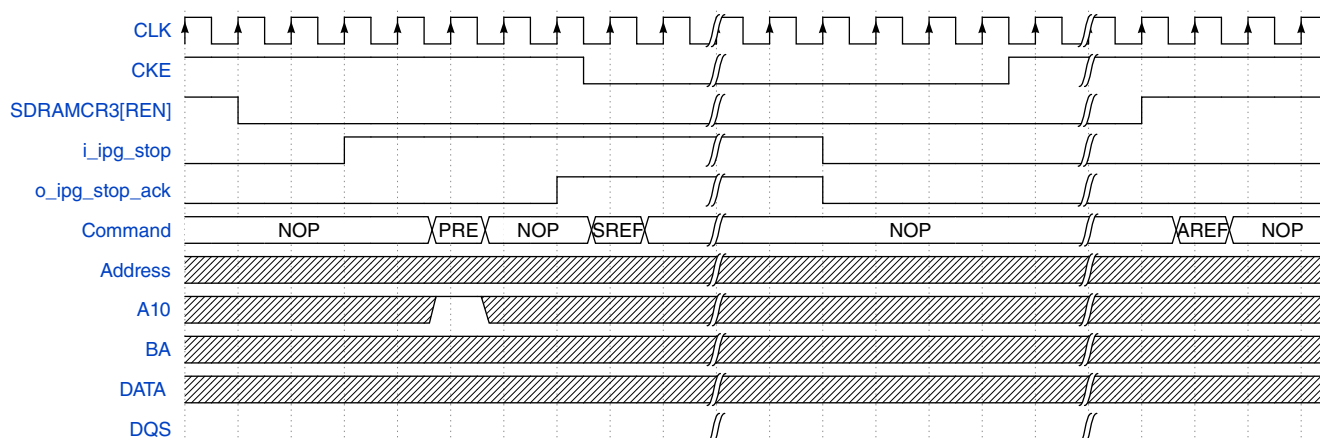 CLK
CKE
SDRAMCR3[REN]
i_ipg_stop
o_ipg_stop_ack
Command NOP PRE NOP SREF NOP AREF NOP
Address
A10
BA
DATA
DQS